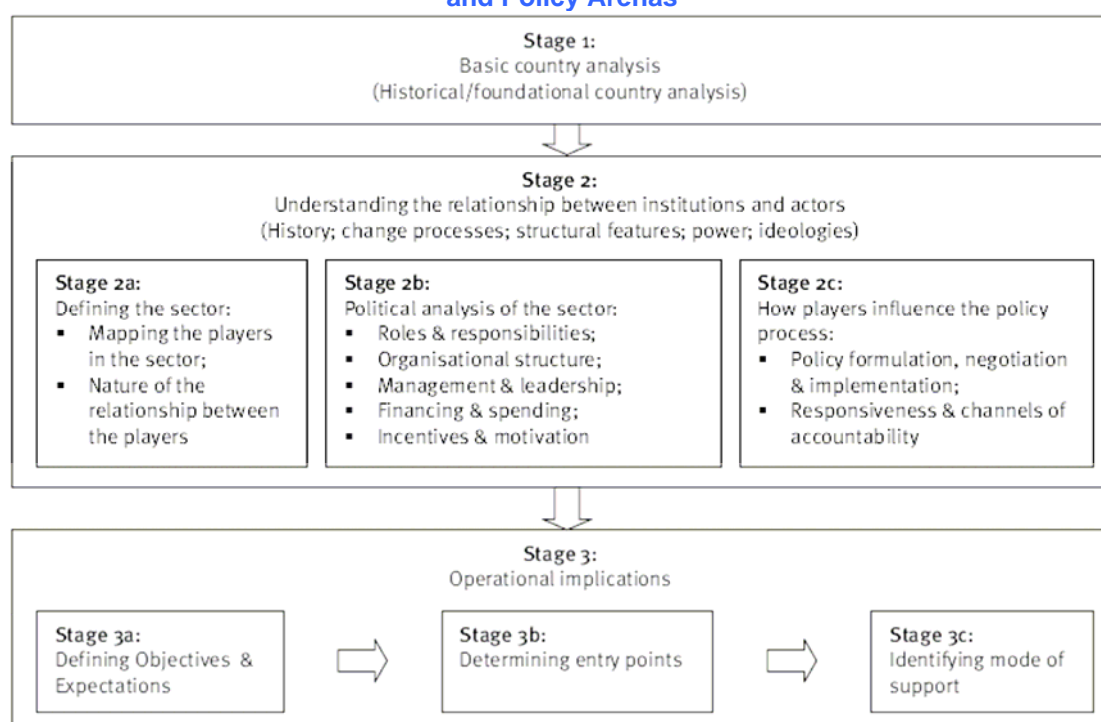 and Policy Arenas
Stage 1:
Basic country analysis
(Historical/foundational country analysis)
Stage 2:
Understanding the relationship between institutions and actors
(History; change processes; structural features; power; ideologies)
Stage 2a:
Defining the sector:
▪ Mapping the players
in the sector;
▪ Nature of the
relationship between
the players
Stage 2b:
Political analysis of the sector:
▪ Roles & responsibilities;
▪ Organisational structure;
▪ Management & leadership;
▪ Financing & spending;
▪ Incentives & motivation
Stage 2c:
How players influence the policy
process:
▪ Policy formulation, negotiation
& implementation;
▪ Responsiveness & channels of
accountability
Stage 3:
Operational implications
Stage 3a:
Defining Objectives &
Expectations
Stage 3b:
Determining entry points
Stage 3c:
Identifying mode of
support